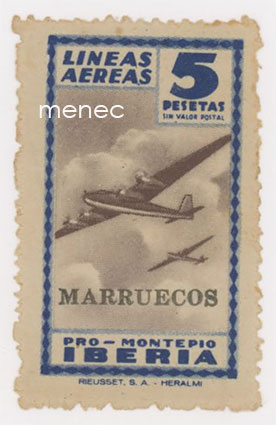 LINEAS
AEREAS
5
PESETAS
SIN VALOR POSTAL
menec
MARRUECOS
PRO-MONTEPIO
IBERIA
RIEUSSET, S. A. - HERALMI